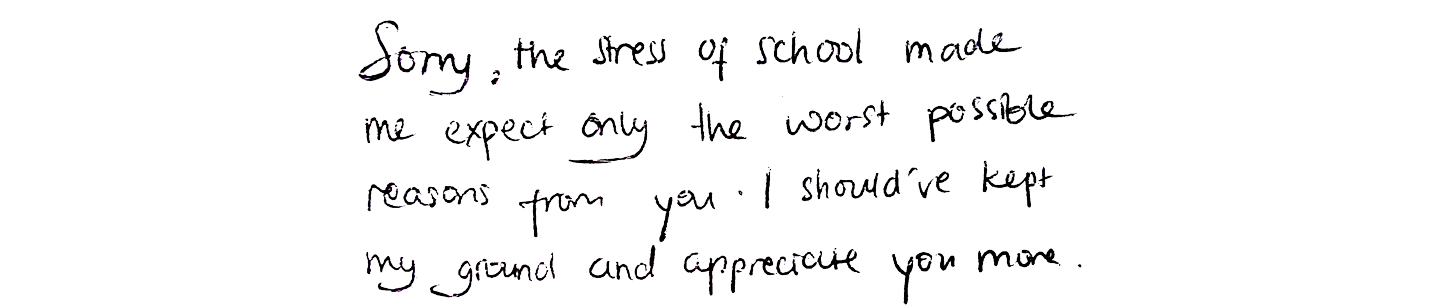 Sorry, the stress of school made
me expect only the worst possible
reasons from you. I should've kept
my ground and appreciate you more.